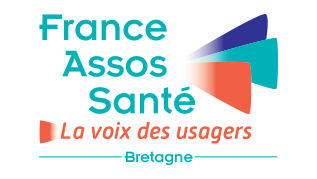 France
Assos
Santé
La voix des usagers
Bretagne